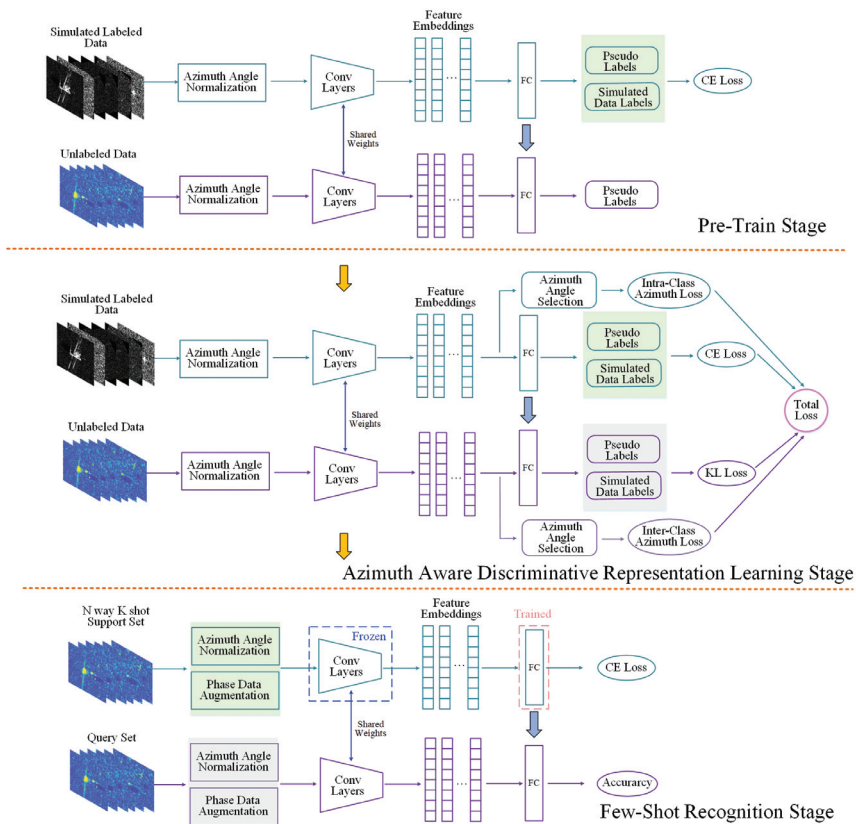 Simulated Labeled
Data
Azimuth Angle
Normalization
Conv
Layers
Feature
Embeddings
...
FC
Pseudo
Labels
Simulated
Data Labels
CE Loss
Shared
Weights
Unlabeled Data
Azimuth Angle
Normalization
Conv
Layers
...
FC
Pseudo
Labels
Pre-Train Stage
Simulated Labeled
Data
Azimuth Angle
Normalization
Conv
Layers
Feature
Embeddings
...
Azimuth
Angle
Selection
Intra-Class
Azimuth Loss
FC
Pseudo
Labels
Simulated
Data Labels
CE Loss
Total
Loss
Shared
Weights
Unlabeled Data
Azimuth Angle
Normalization
Conv
Layers
...
FC
Pseudo
Labels
Simulated
Data Labels
KL Loss
Azimuth
Angle
Selection
Inter-Class
Azimuth Loss
Azimuth Aware Discriminative Representation Learning Stage
N way K shot
Support Set
Azimuth Angle
Normalization
Phase Data
Augmentation
Frozen
Conv
Layers
Feature
Embeddings
...
Trained
FC
CE Loss
Shared
Weights
Query Set
Azimuth Angle
Normalization
Phase Data
Augmentation
Conv
Layers
...
FC
Accurarcy
Few-Shot Recognition Stage